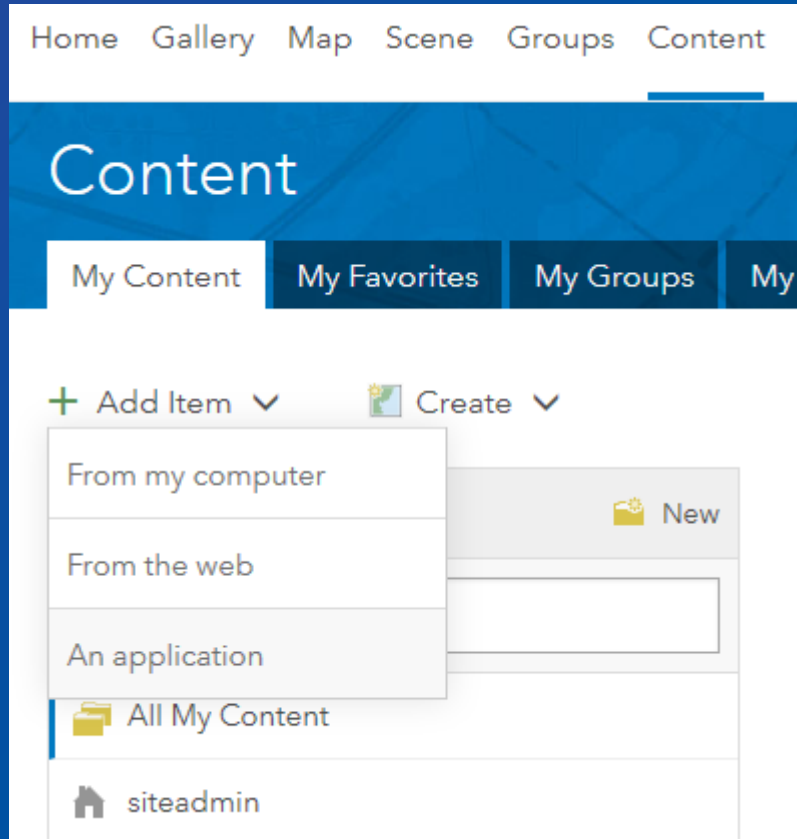 Home Gallery Map Scene Groups Content
Content
My Content My Favorites My Groups My
Add Item Create
From my computer
New
From the web
An application
All My Content
siteadmin